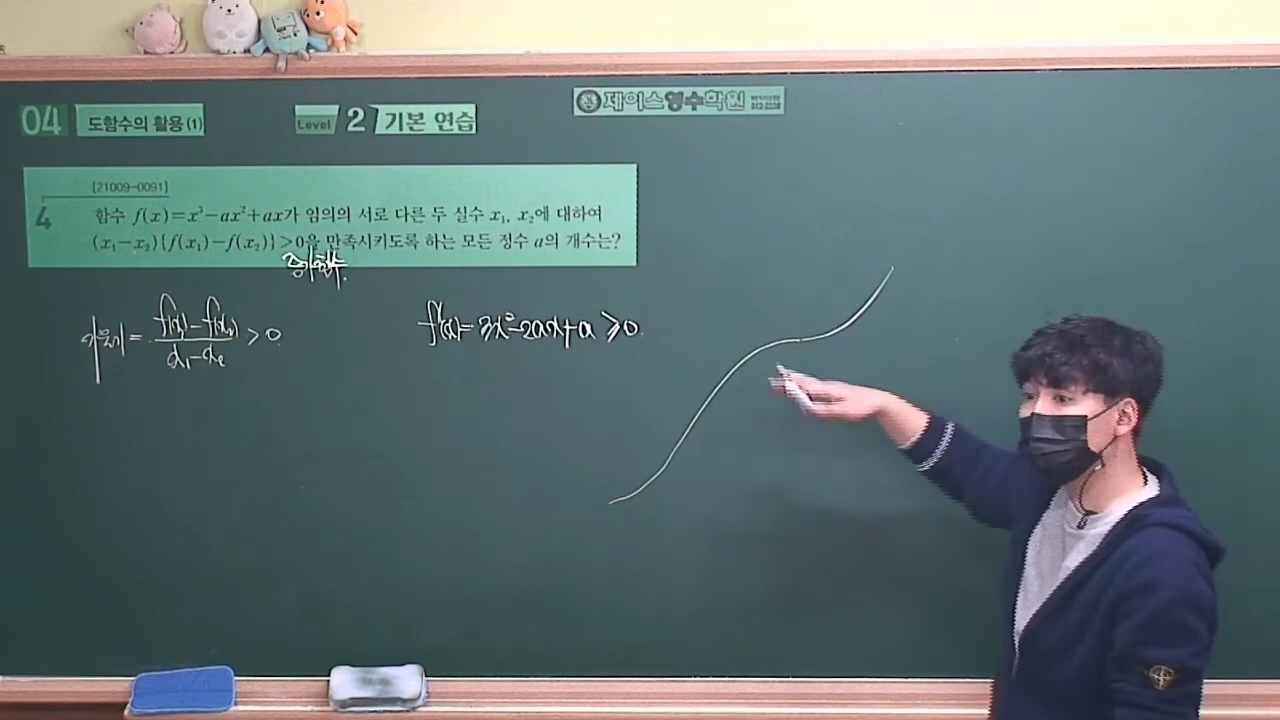 04 도함수의 활용 (1) Level 2 기본 연습
제이스영수학원
[21009-0091]
4 함수 f(x)=x³-ax²+ax가 임의의 서로 다른 두 실수 x₁, x₂에 대하여
(x₁-x₂){f(x₁)-f(x₂)}>0을 만족시키도록 하는 모든 정수 a의 개수는?
증가함수.
기울기 = f(x₁)-f(x₂) / x₁-x₂ > 0
f'(x) = 3x²-2ax+a ≥ 0.